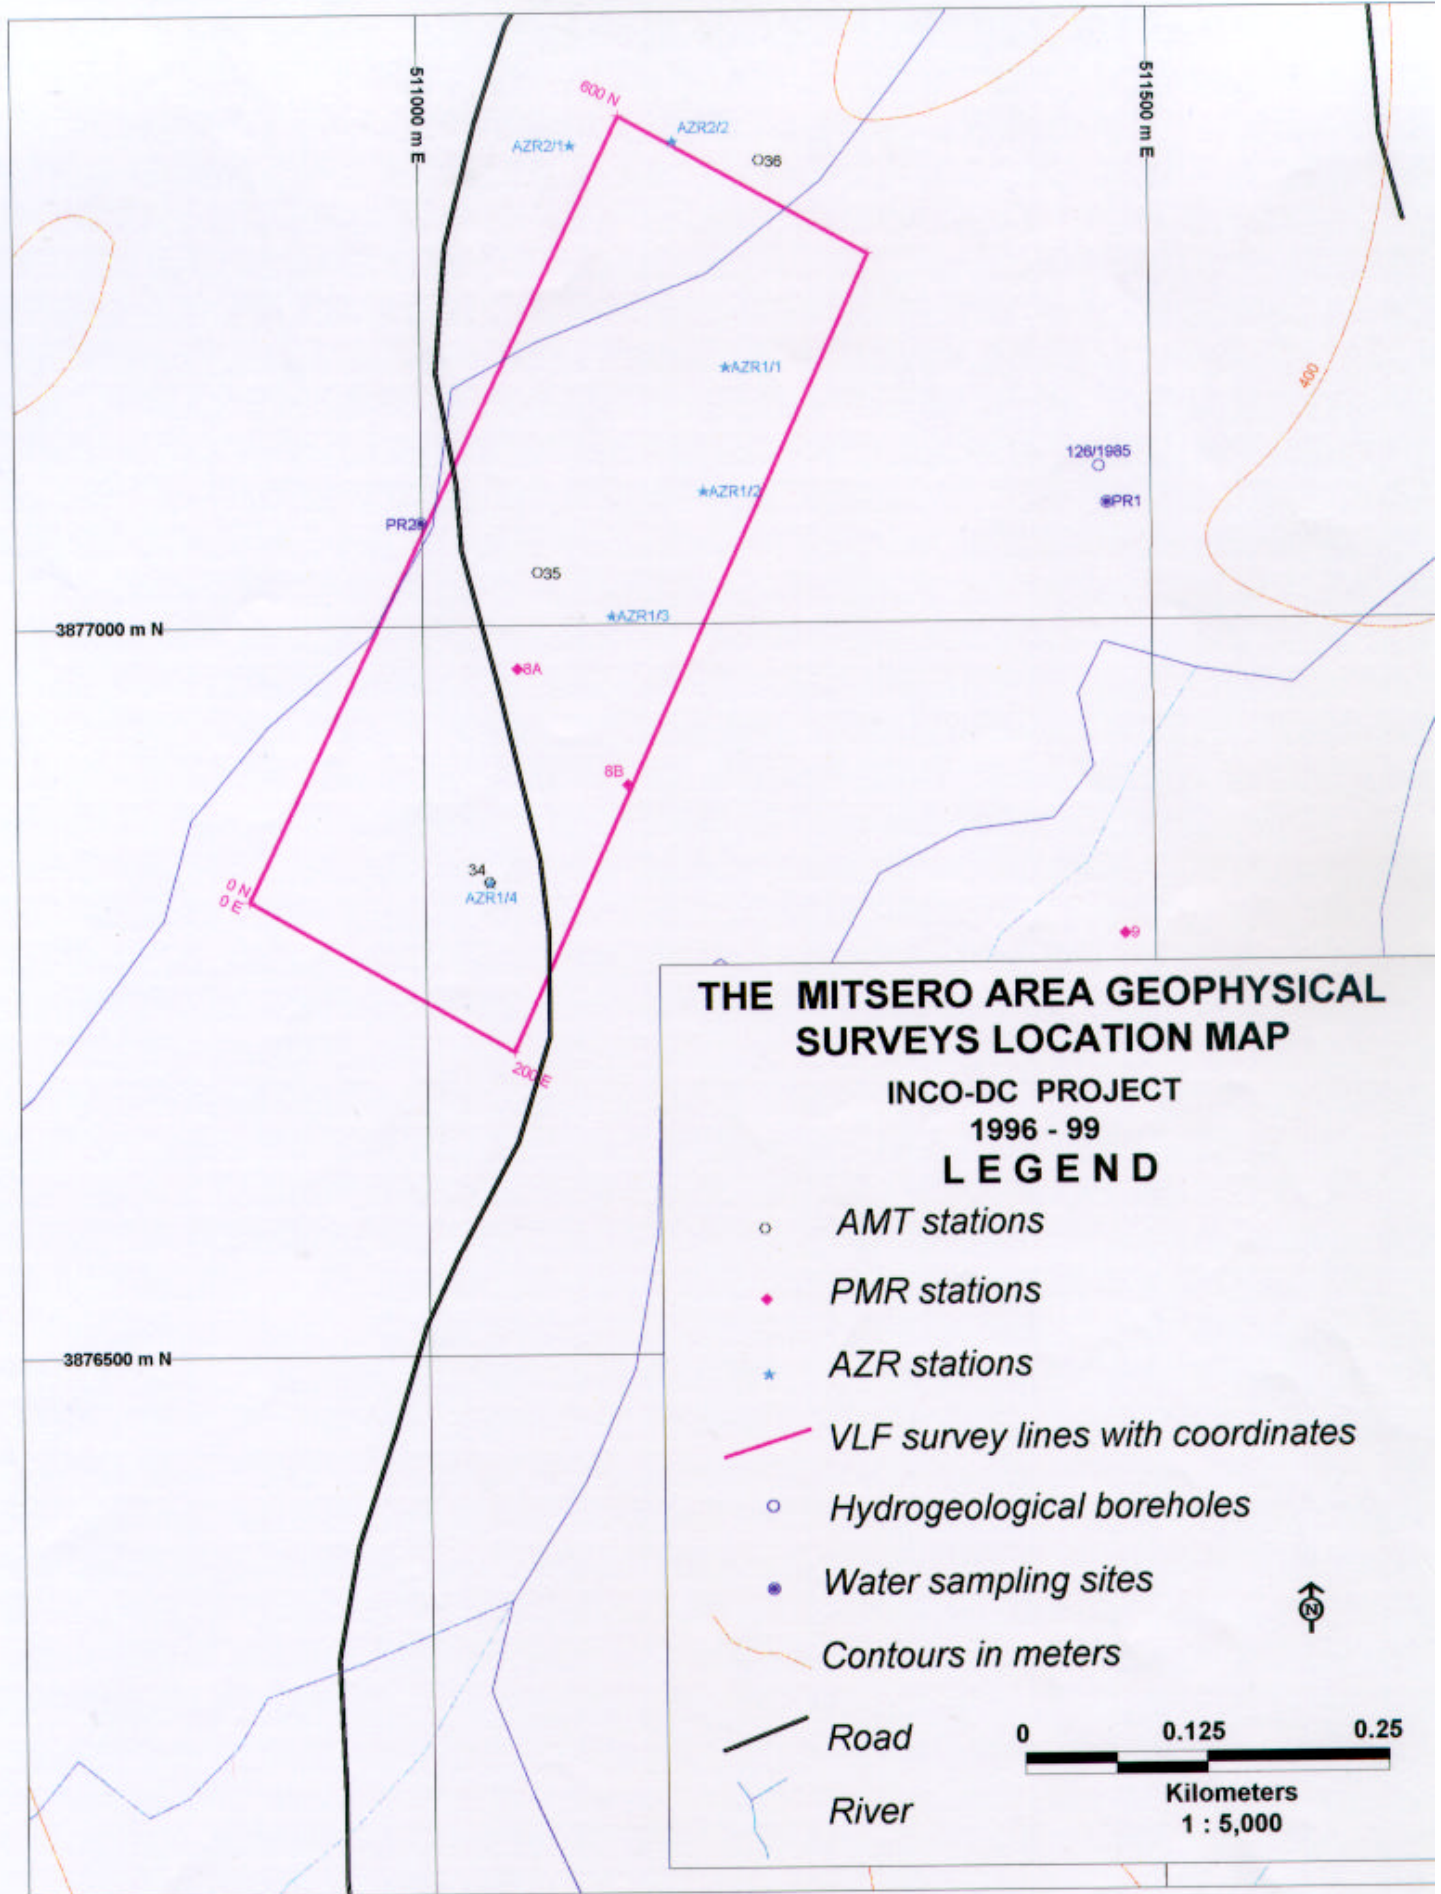 511000 m E
511500 m E
600 N
AZR2/1
AZR2/2
36
AZR1/1
400
126/1985
AZR1/2
PR1
PR2
35
AZR1/3
3877000 m N
8A
8B
34
AZR1/4
0 N
0 E
9
200 E
3876500 m N
THE MITSERO AREA GEOPHYSICAL
SURVEYS LOCATION MAP
INCO-DC PROJECT
1996 - 99
LEGEND
AMT stations
PMR stations
AZR stations
VLF survey lines with coordinates
Hydrogeological boreholes
Water sampling sites
N
Contours in meters
Road
0 0.125 0.25
Kilometers
1 : 5,000
River